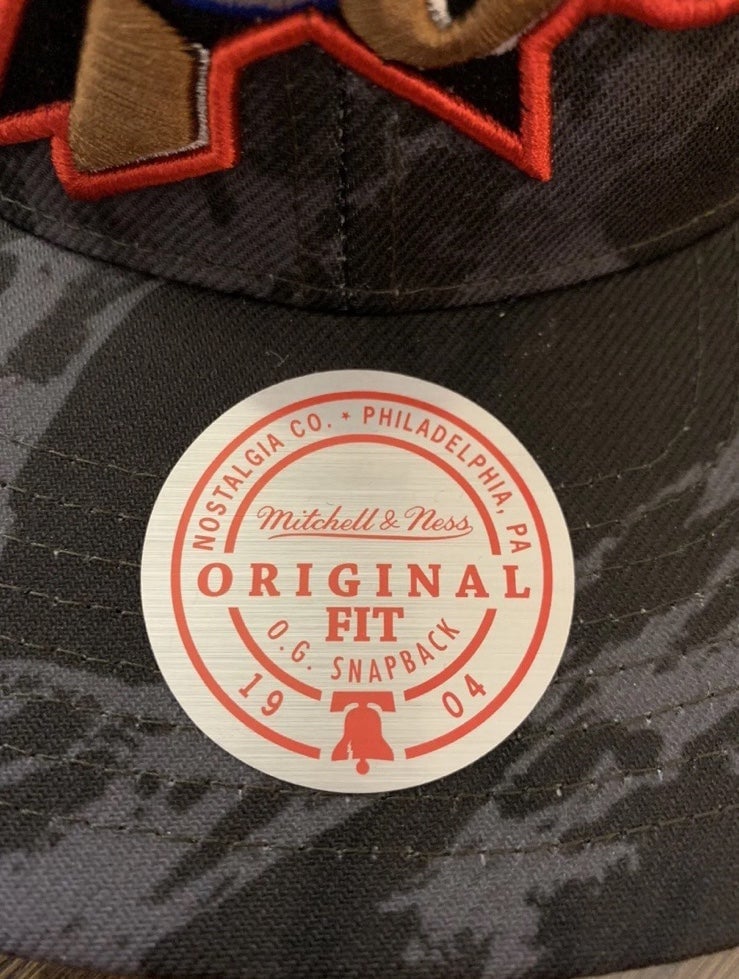 NOSTALGIA CO. ★ PHILADELPHIA, PA
Mitchell & Ness
ORIGINAL
FIT
O.G. SNAPBACK
19 04